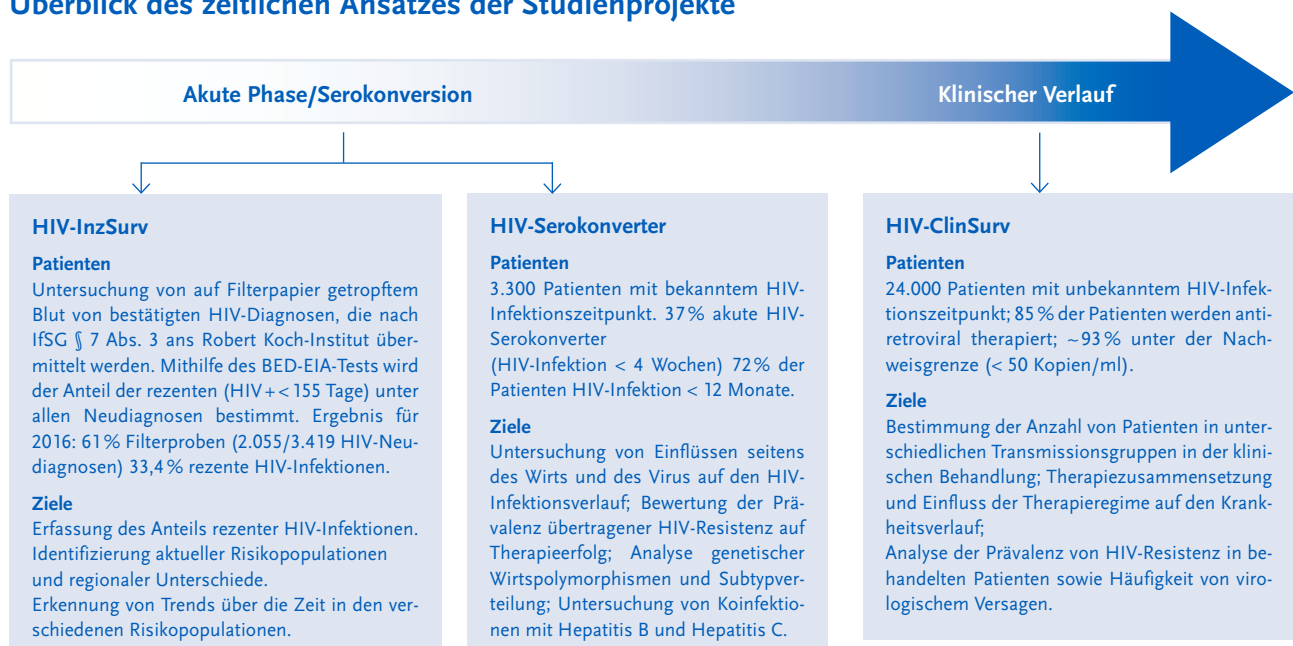 Überblick des zeitlichen Ansatzes der Studienprojekte
Akute Phase/Serokonversion
Klinischer Verlauf
HIV-InzSurv
Patienten
Untersuchung von auf Filterpapier getropftem
Blut von bestätigten HIV-Diagnosen, die nach
IfSG § 7 Abs. 3 ans Robert Koch-Institut über-
mittelt werden. Mithilfe des BED-EIA-Tests wird
der Anteil der rezenten (HIV+< 155 Tage) unter
allen Neudiagnosen bestimmt. Ergebnis für
2016: 61% Filterproben (2.055/3.419 HIV-Neu-
diagnosen) 33,4% rezente HIV-Infektionen.
Ziele
Erfassung des Anteils rezenter HIV-Infektionen.
Identifizierung aktueller Risikopopulationen
und regionaler Unterschiede.
Erkennung von Trends über die Zeit in den ver-
schiedenen Risikopopulationen.
HIV-Serokonverter
Patienten
3.300 Patienten mit bekanntem HIV-
Infektionszeitpunkt. 37% akute HIV-
Serokonverter
(HIV-Infektion < 4 Wochen) 72% der
Patienten HIV-Infektion < 12 Monate.
Ziele
Untersuchung von Einflüssen seitens
des Wirts und des Virus auf den HIV-
Infektionsverlauf; Bewertung der Prä-
valenz übertragener HIV-Resistenz auf
Therapieerfolg; Analyse genetischer
Wirtspolymorphismen und Subtypver-
teilung; Untersuchung von Koinfektio-
nen mit Hepatitis B und Hepatitis C.
HIV-ClinSurv
Patienten
24.000 Patienten mit unbekanntem HIV-Infek-
tionszeitpunkt; 85% der Patienten werden anti-
retroviral therapiert; ~93% unter der Nach-
weisgrenze (< 50 Kopien/ml).
Ziele
Bestimmung der Anzahl von Patienten in unter-
schiedlichen Transmissionsgruppen in der klini-
schen Behandlung; Therapiezusammensetzung
und Einfluss der Therapieregime auf den Krank-
heitsverlauf;
Analyse der Prävalenz von HIV-Resistenz in be-
handelten Patienten sowie Häufigkeit von viro-
logischem Versagen.